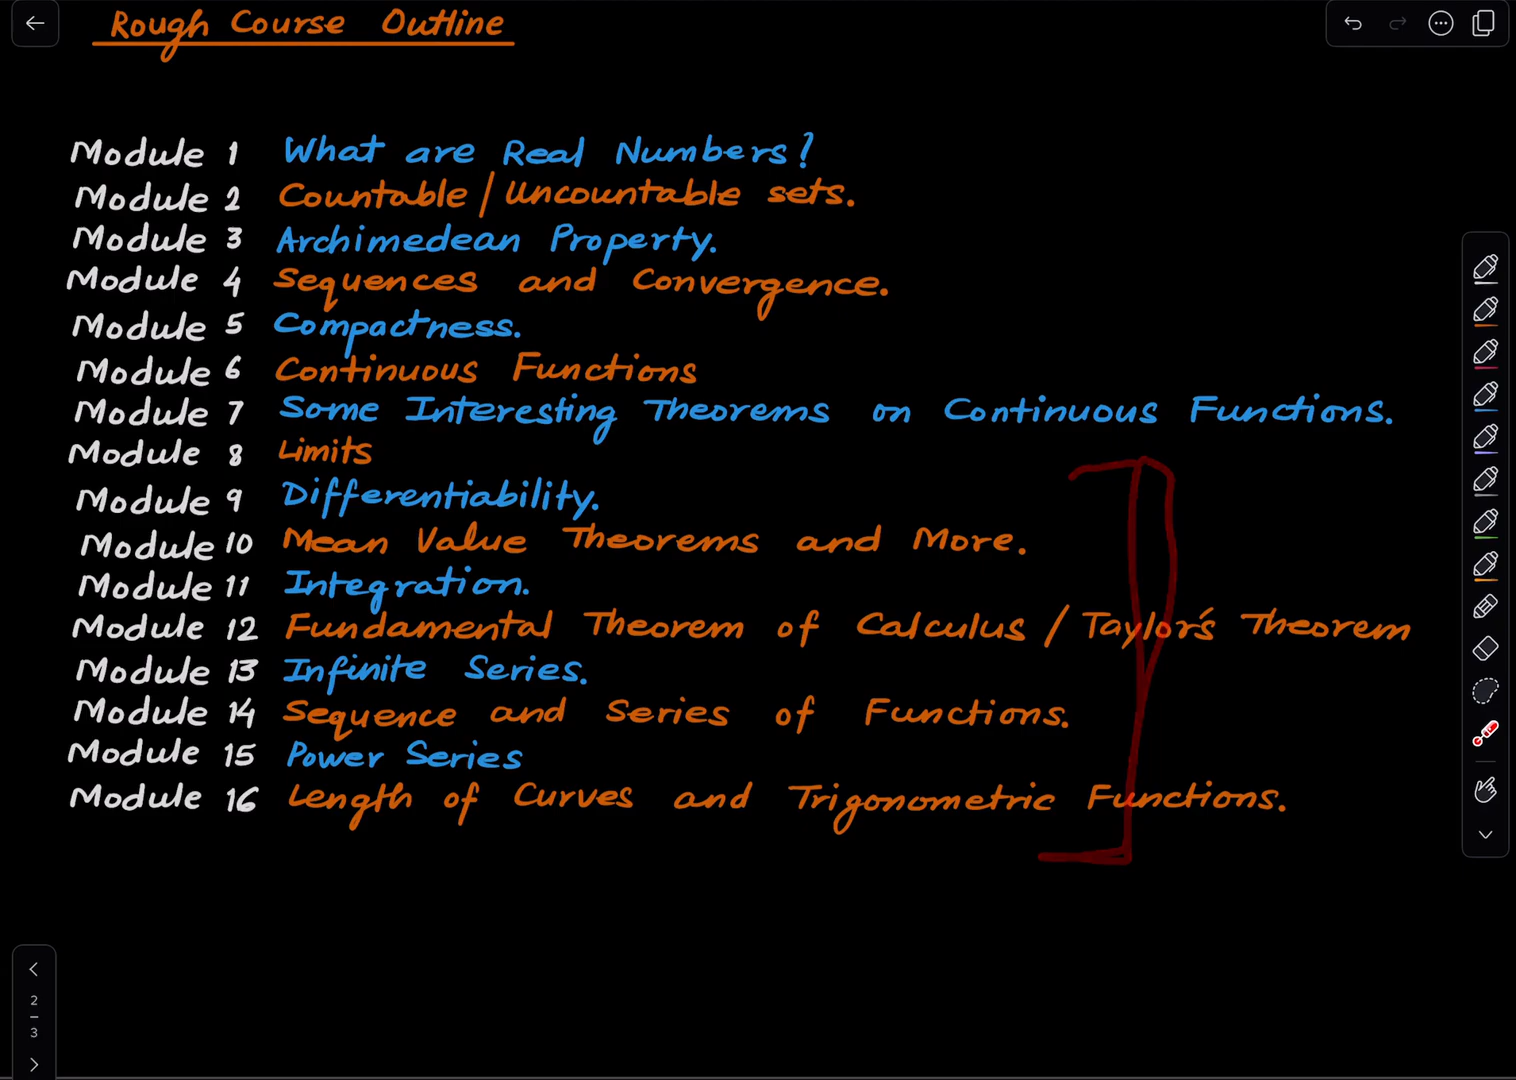 Rough Course Outline
Module 1 What are Real Numbers?
Module 2 Countable / Uncountable sets.
Module 3 Archimedean Property.
Module 4 Sequences and Convergence.
Module 5 Compactness.
Module 6 Continuous Functions
Module 7 Some Interesting Theorems on Continuous Functions.
Module 8 Limits
Module 9 Differentiability.
Module 10 Mean Value Theorems and More.
Module 11 Integration.
Module 12 Fundamental Theorem of Calculus / Taylor's Theorem
Module 13 Infinite Series.
Module 14 Sequence and Series of Functions.
Module 15 Power Series
Module 16 Length of Curves and Trigonometric Functions.
2
3